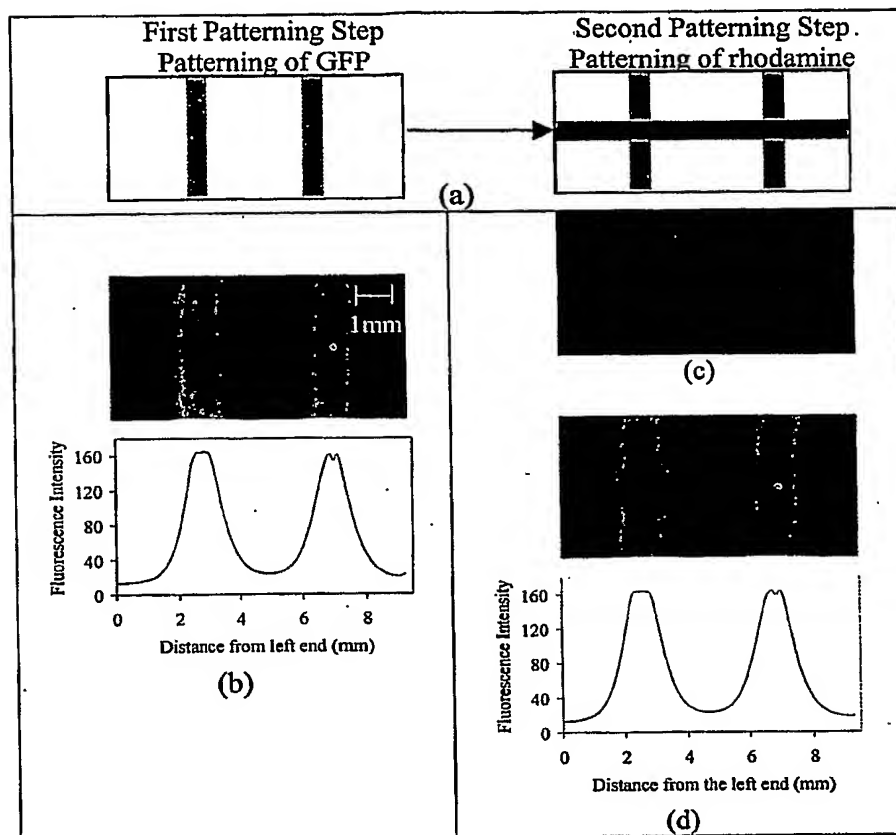 First Patterning Step
Patterning of GFP
Second Patterning Step.
Patterning of rhodamine
(a)
1mm
160
120
80
40
0
Fluorescence Intensity
0 2 4 6 8
Distance from left end (mm)
(b)
(c)
160
120
80
40
0
Fluorescence Intensity
0 2 4 6 8
Distance from the left end (mm)
(d)